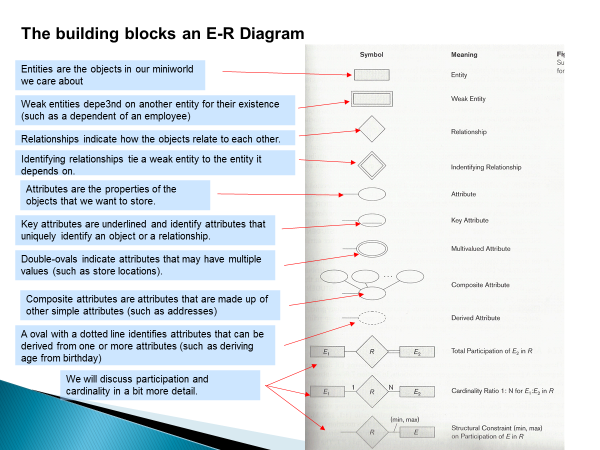 The building blocks an E-R Diagram
Symbol
Meaning
Fig
Su
for
Entities are the objects in our miniworld
we care about
Entity
Weak entities depe3nd on another entity for their existence
(such as a dependent of an employee)
Weak Entity
Relationships indicate how the objects relate to each other.
Relationship
Identifying relationships tie a weak entity to the entity it
depends on.
Indentifying Relationship
Attributes are the properties of the
objects that we want to store.
Attribute
Key attributes are underlined and identify attributes that
uniquely identify an object or a relationship.
Key Attribute
Double-ovals indicate attributes that may have multiple
values (such as store locations).
Multivalued Attribute
Composite attributes are attributes that are made up of
other simple attributes (such as addresses)
Composite Attribute
A oval with a dotted line identifies attributes that can be
derived from one or more attributes (such as deriving
age from birthday)
Derived Attribute
E₁ R E₂
Total Participation of E₂ in R
We will discuss participation and
cardinality in a bit more detail.
E₁ 1 R N E₂
Cardinality Ratio 1: N for E₁:E₂ in R
(min, max)
R E
Structural Constraint (min, max)
on Participation of E in R